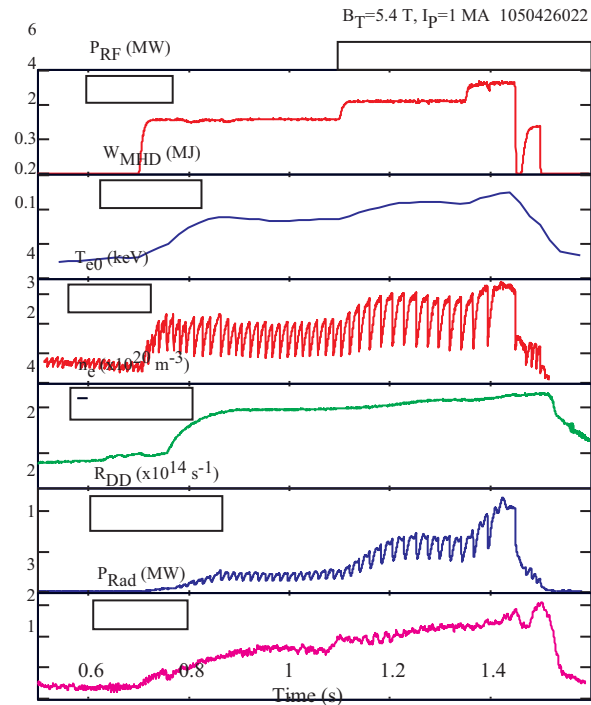 B_T=5.4 T, I_P=1 MA 1050426022
6
P_RF (MW)
4
2
0.3
W_MHD (MJ)
0.2
0.1
4
T_e0 (keV)
3
2
n_e (x10^20 m^-3)
4
2
R_DD (x10^14 s^-1)
2
1
3
P_Rad (MW)
2
1
0.6 0.8 1 1.2 1.4
Time (s)